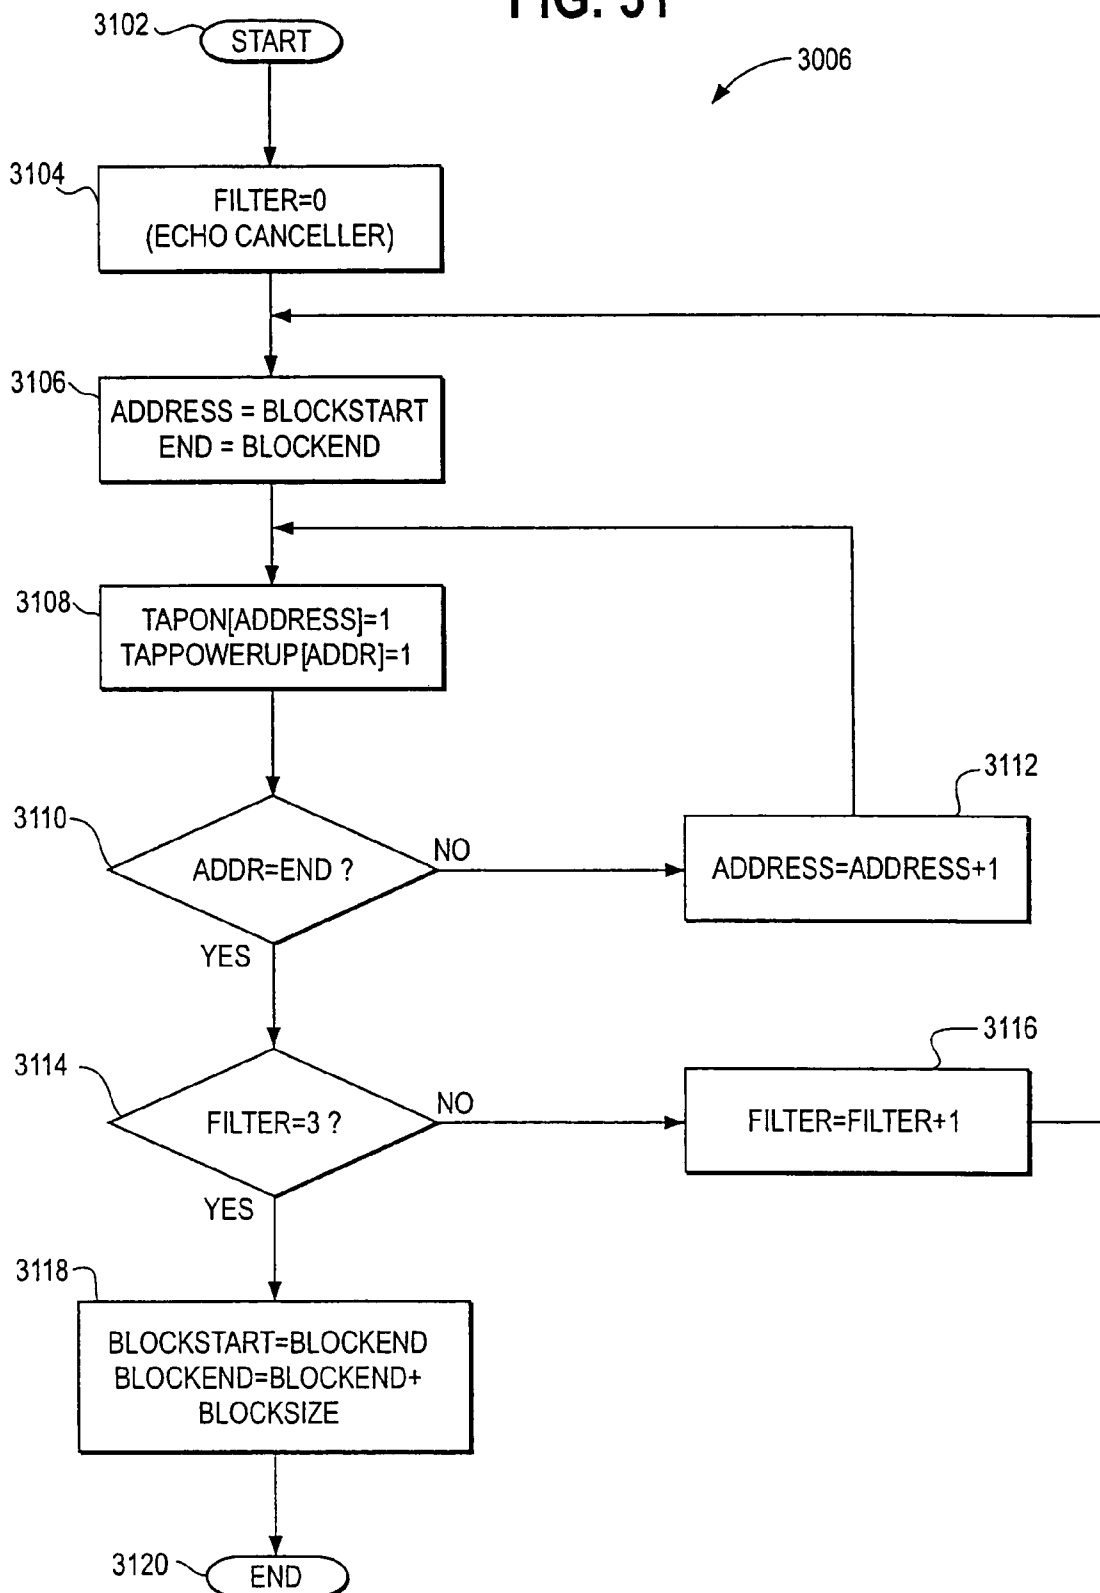 FIG. 31
3102
START
3006
3104
FILTER=0
(ECHO CANCELLER)
3106
ADDRESS = BLOCKSTART
END = BLOCKEND
3108
TAPON[ADDRESS]=1
TAPPOWERUP[ADDR]=1
3110
ADDR=END ?
NO
YES
3112
ADDRESS=ADDRESS+1
3114
FILTER=3 ?
NO
YES
3116
FILTER=FILTER+1
3118
BLOCKSTART=BLOCKEND
BLOCKEND=BLOCKEND+
BLOCKSIZE
3120
END